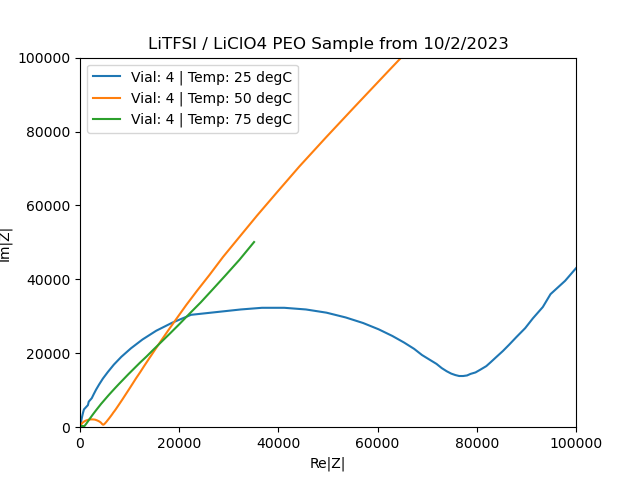 LiTFSI / LiClO4 PEO Sample from 10/2/2023
100000
80000
60000
40000
20000
0
Im|Z|
Vial: 4 | Temp: 25 degC
Vial: 4 | Temp: 50 degC
Vial: 4 | Temp: 75 degC
0 20000 40000 60000 80000 100000
Re|Z|